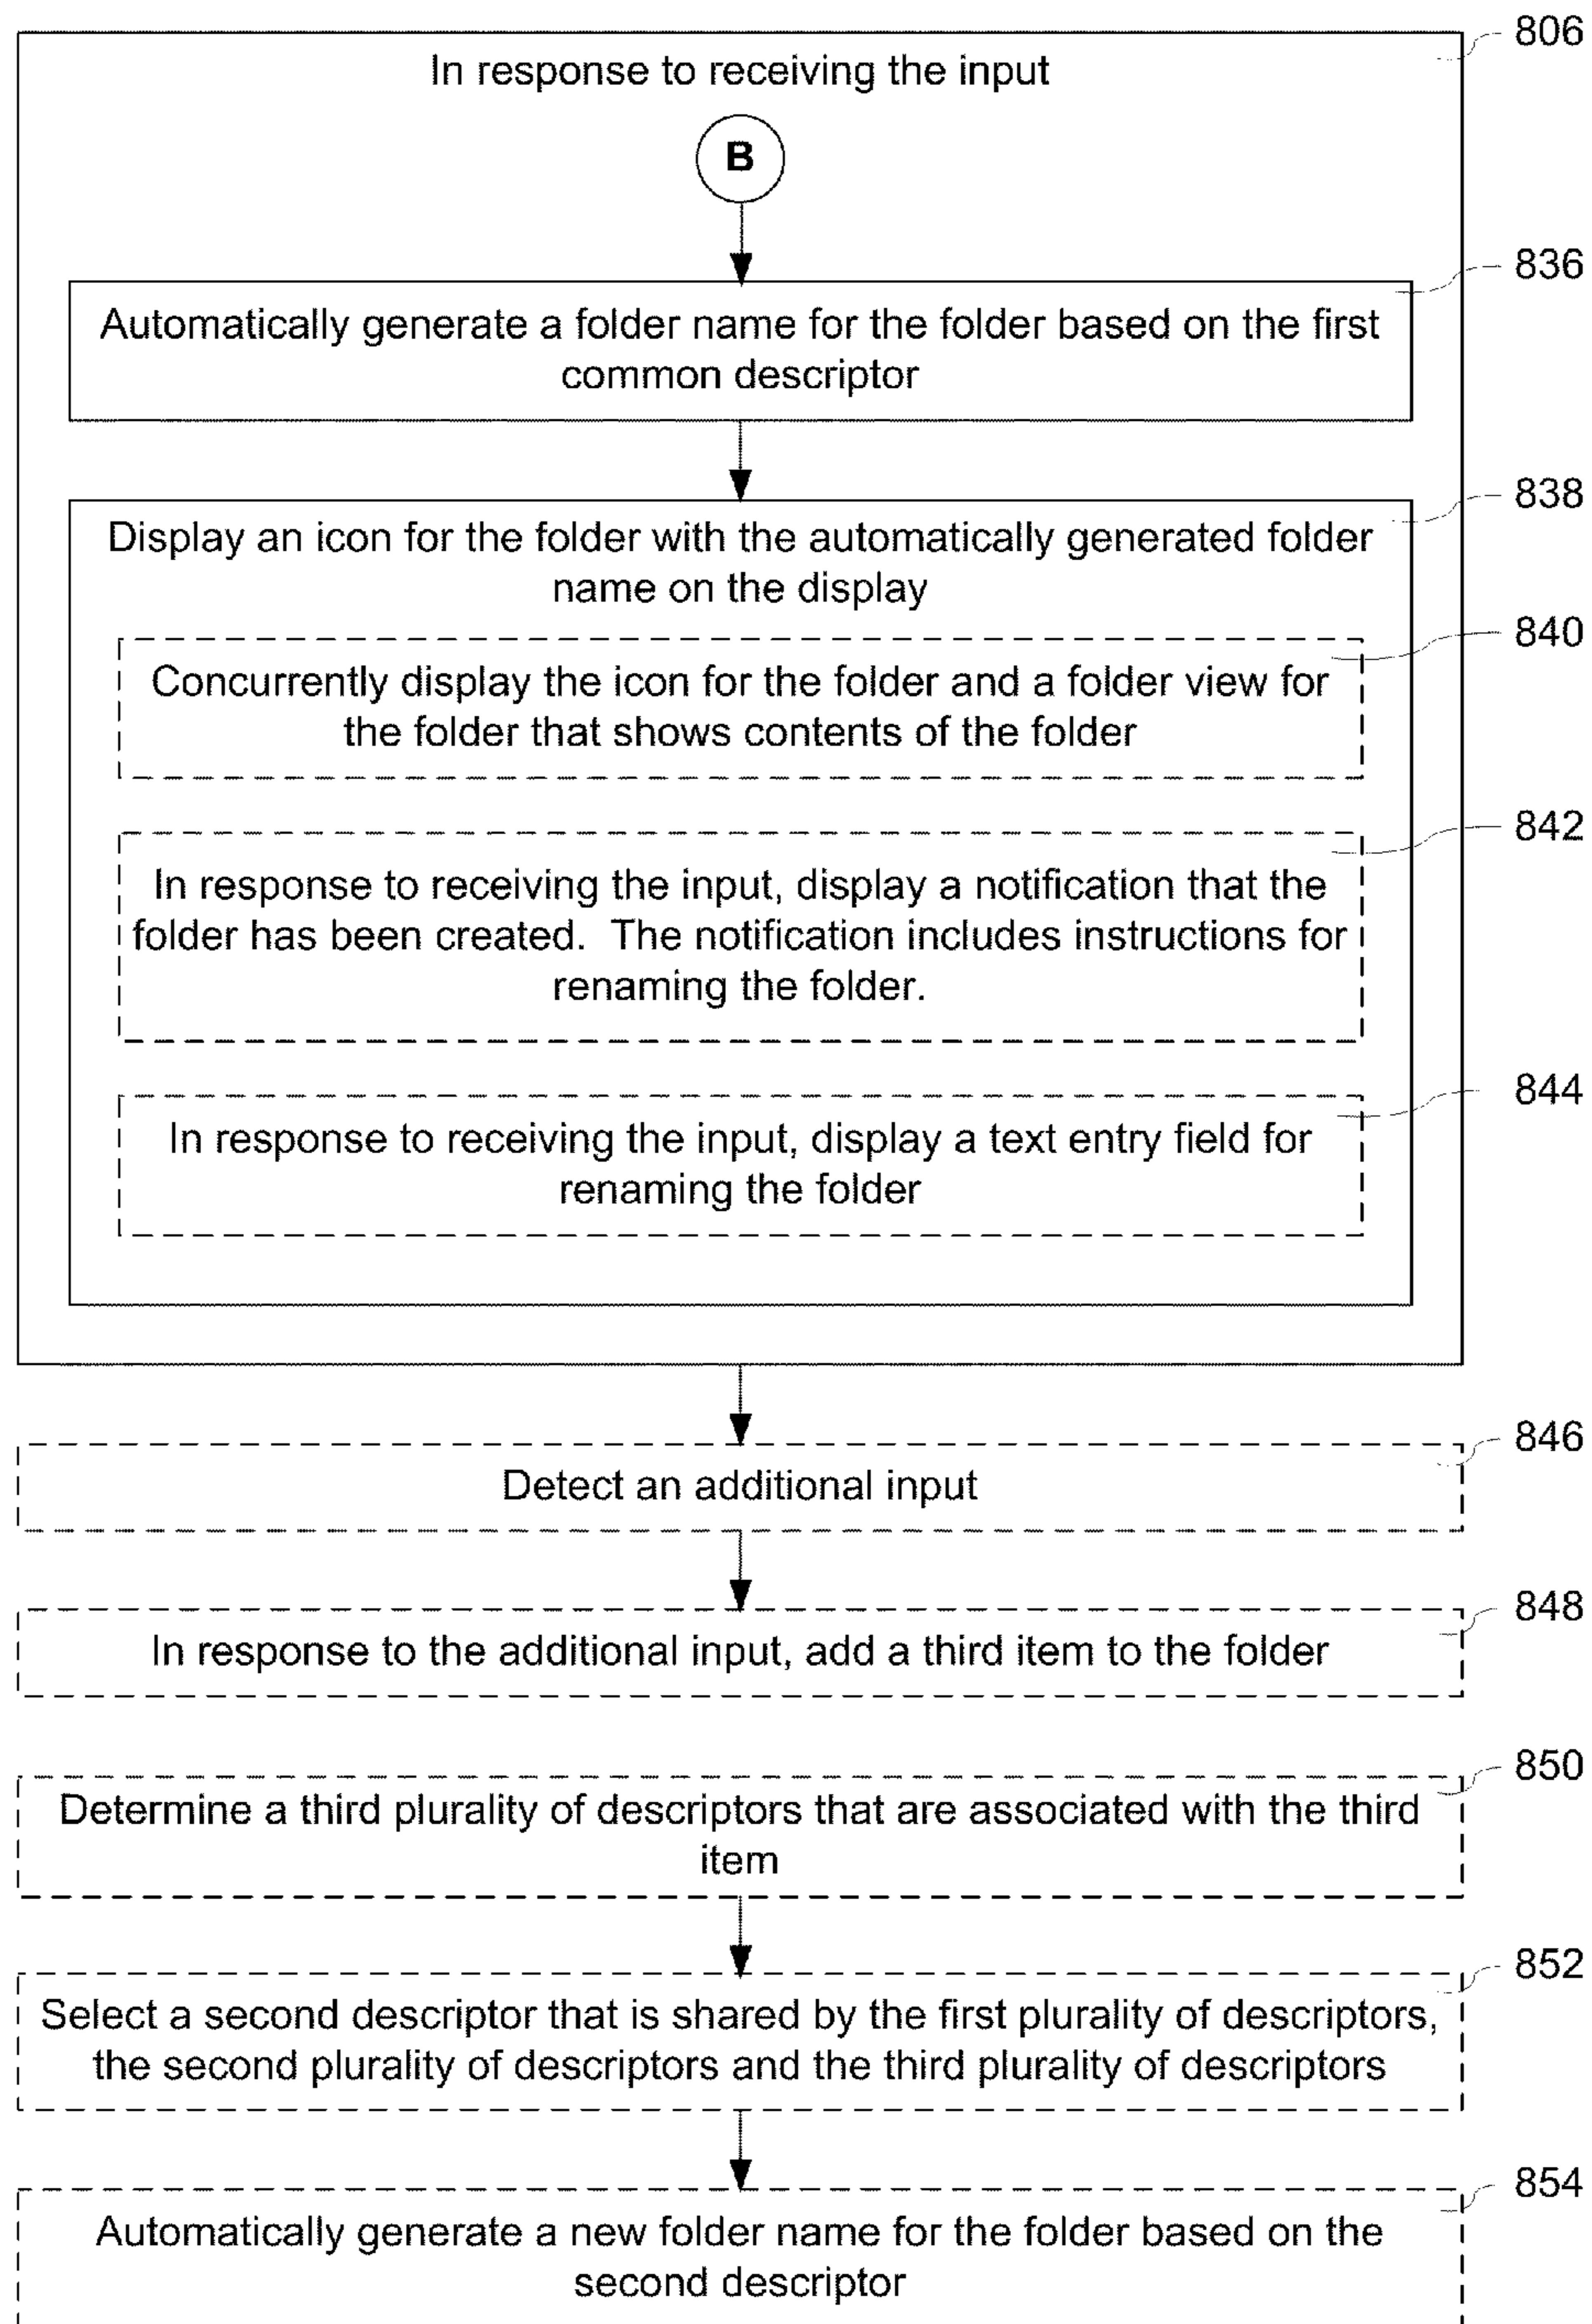 806
In response to receiving the input
B
836
Automatically generate a folder name for the folder based on the first
common descriptor
838
Display an icon for the folder with the automatically generated folder
name on the display
840
Concurrently display the icon for the folder and a folder view for
the folder that shows contents of the folder
842
In response to receiving the input, display a notification that the
folder has been created.  The notification includes instructions for
renaming the folder.
844
In response to receiving the input, display a text entry field for
renaming the folder
846
Detect an additional input
848
In response to the additional input, add a third item to the folder
850
Determine a third plurality of descriptors that are associated with the third
item
852
Select a second descriptor that is shared by the first plurality of descriptors,
the second plurality of descriptors and the third plurality of descriptors
854
Automatically generate a new folder name for the folder based on the
second descriptor